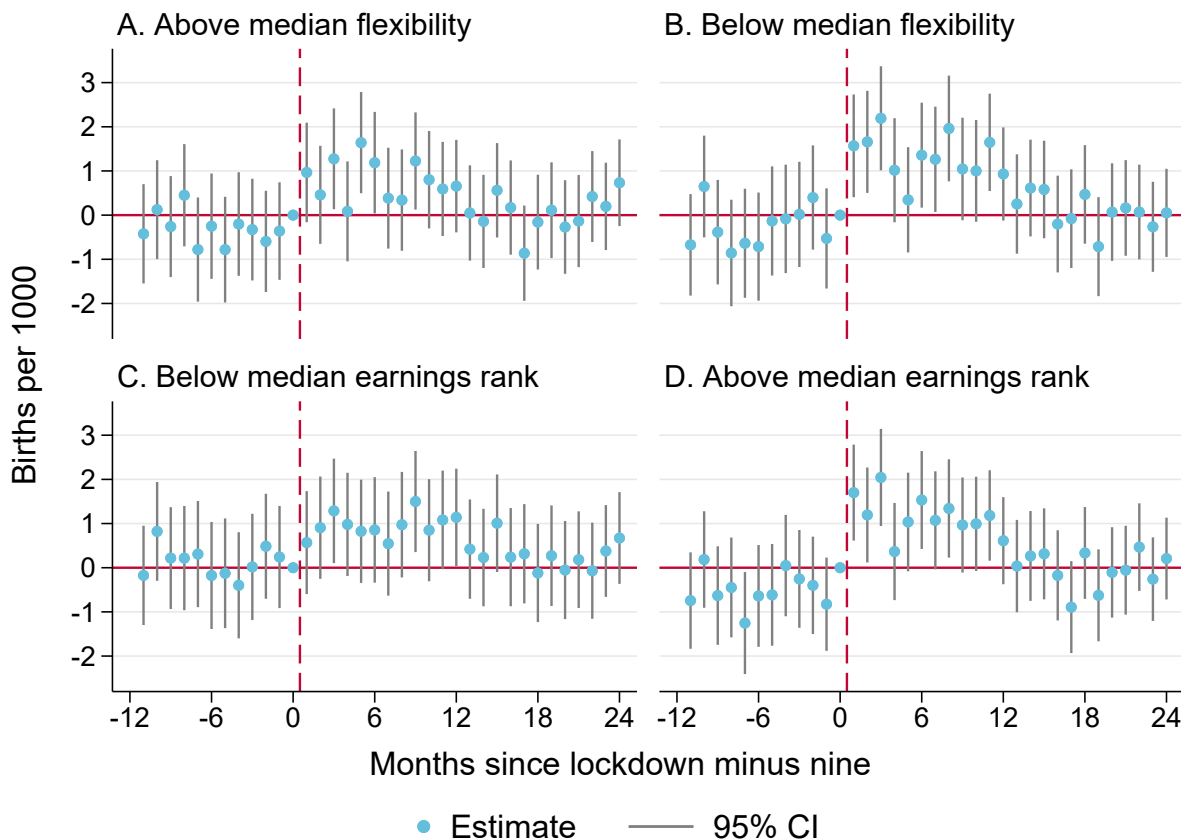 A. Above median flexibility
B. Below median flexibility
3
2
1
0
-1
-2
C. Below median earnings rank
D. Above median earnings rank
3
2
1
0
-1
-2
-12 -6 0 6 12 18 24
-12 -6 0 6 12 18 24
Births per 1000
Months since lockdown minus nine
Estimate 95% CI